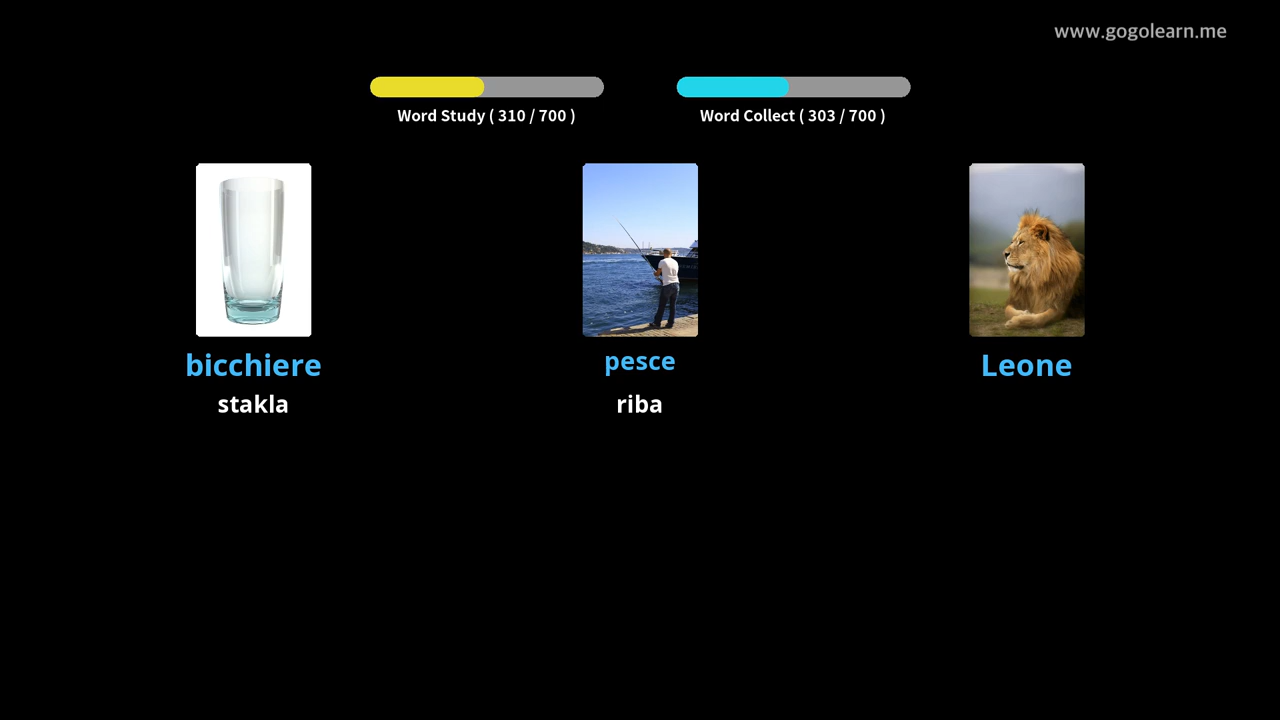 www.gogolearn.me
Word Study ( 310 / 700 )
Word Collect ( 303 / 700 )
bicchiere
pesce
Leone
stakla
riba